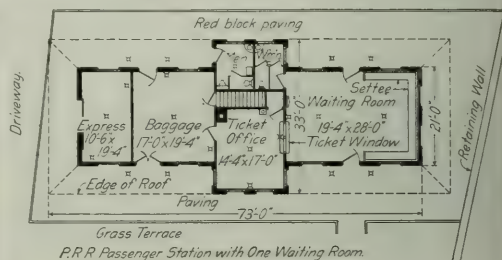 Red block paving
Driveway.
Men's
Wom's
Settee
Express
10'-6"x
19'-4"
Baggage
17'-0"x19'-4"
Ticket
Office
14'-4"x17'-0"
33'-0"
Waiting Room
19'-4"x28'-0"
Ticket Window
21'-0"
Retaining Wall
Edge of Roof
Paving
73'-0"
Grass Terrace
P.R.R Passenger Station with One Waiting Room.